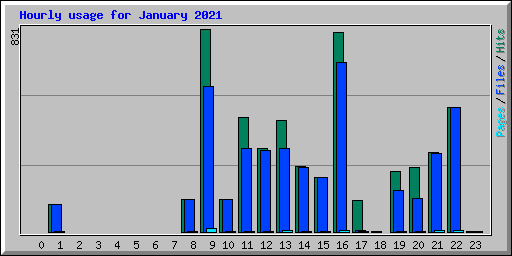 Hourly usage for January 2021
831
Pages/Files/Hits
0 1 2 3 4 5 6 7 8 9 10 11 12 13 14 15 16 17 18 19 20 21 22 23